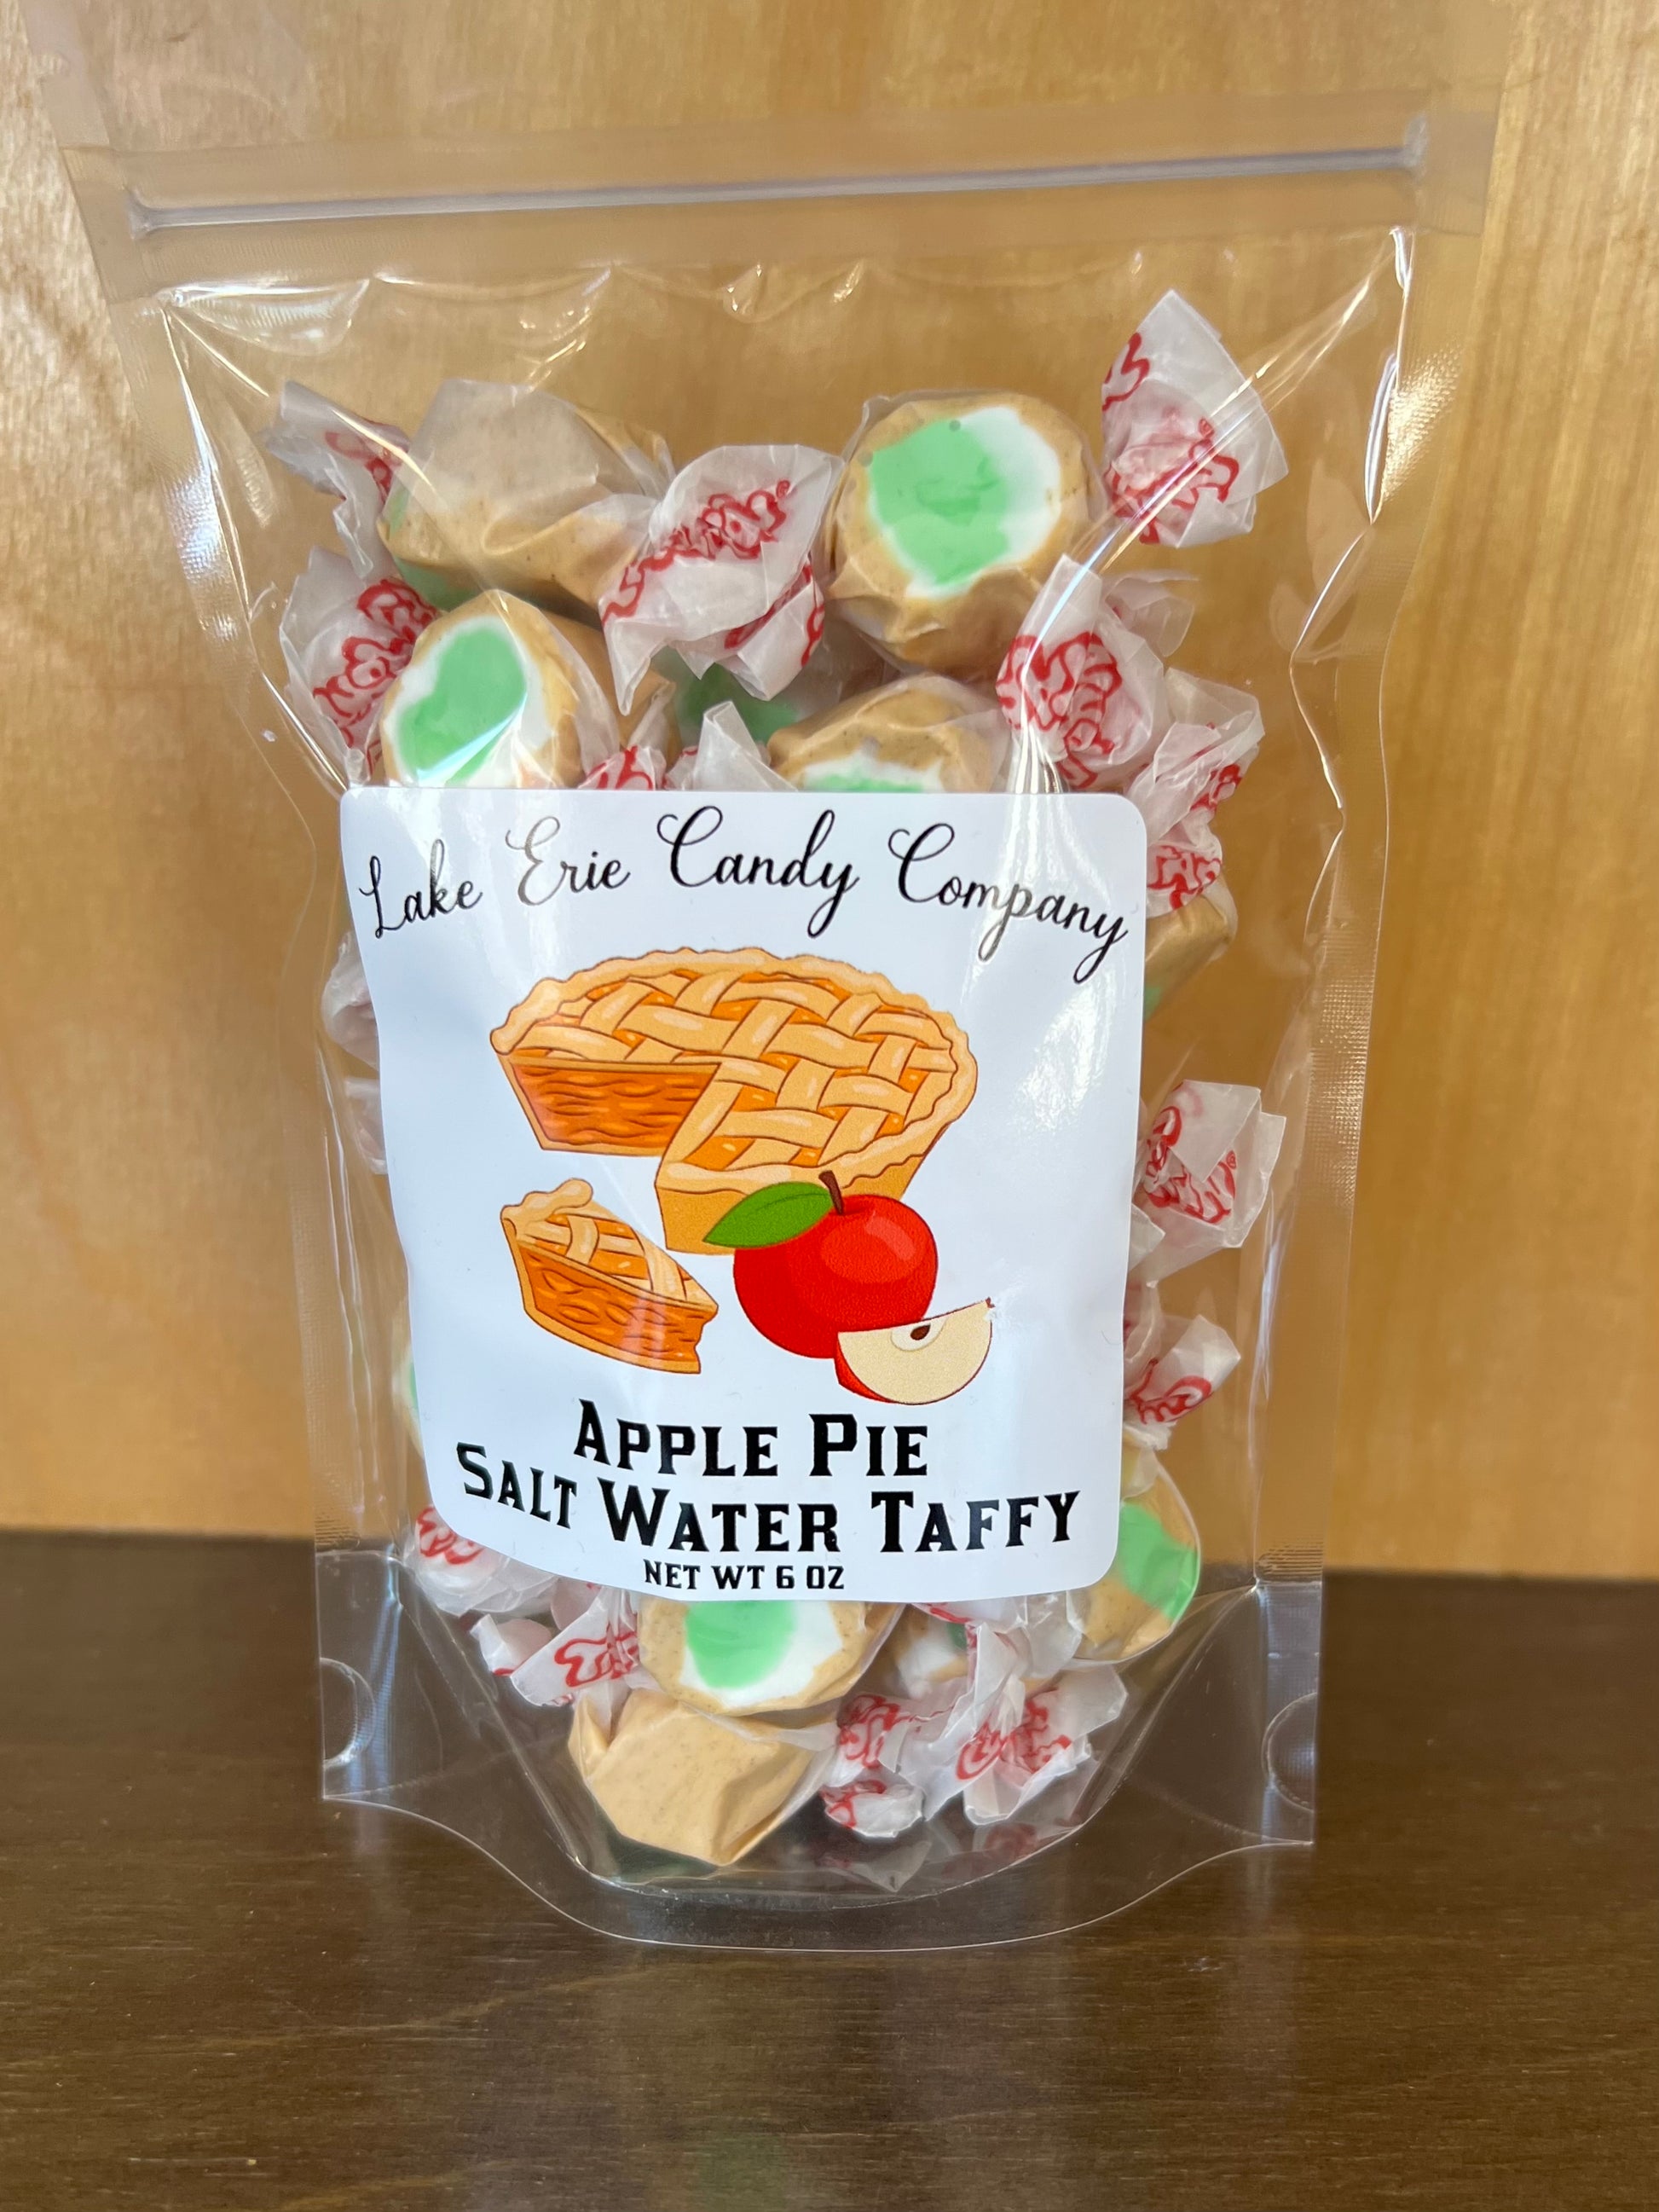 Lake Erie Candy Company
Apple Pie
Salt Water Taffy
NET WT 6 OZ